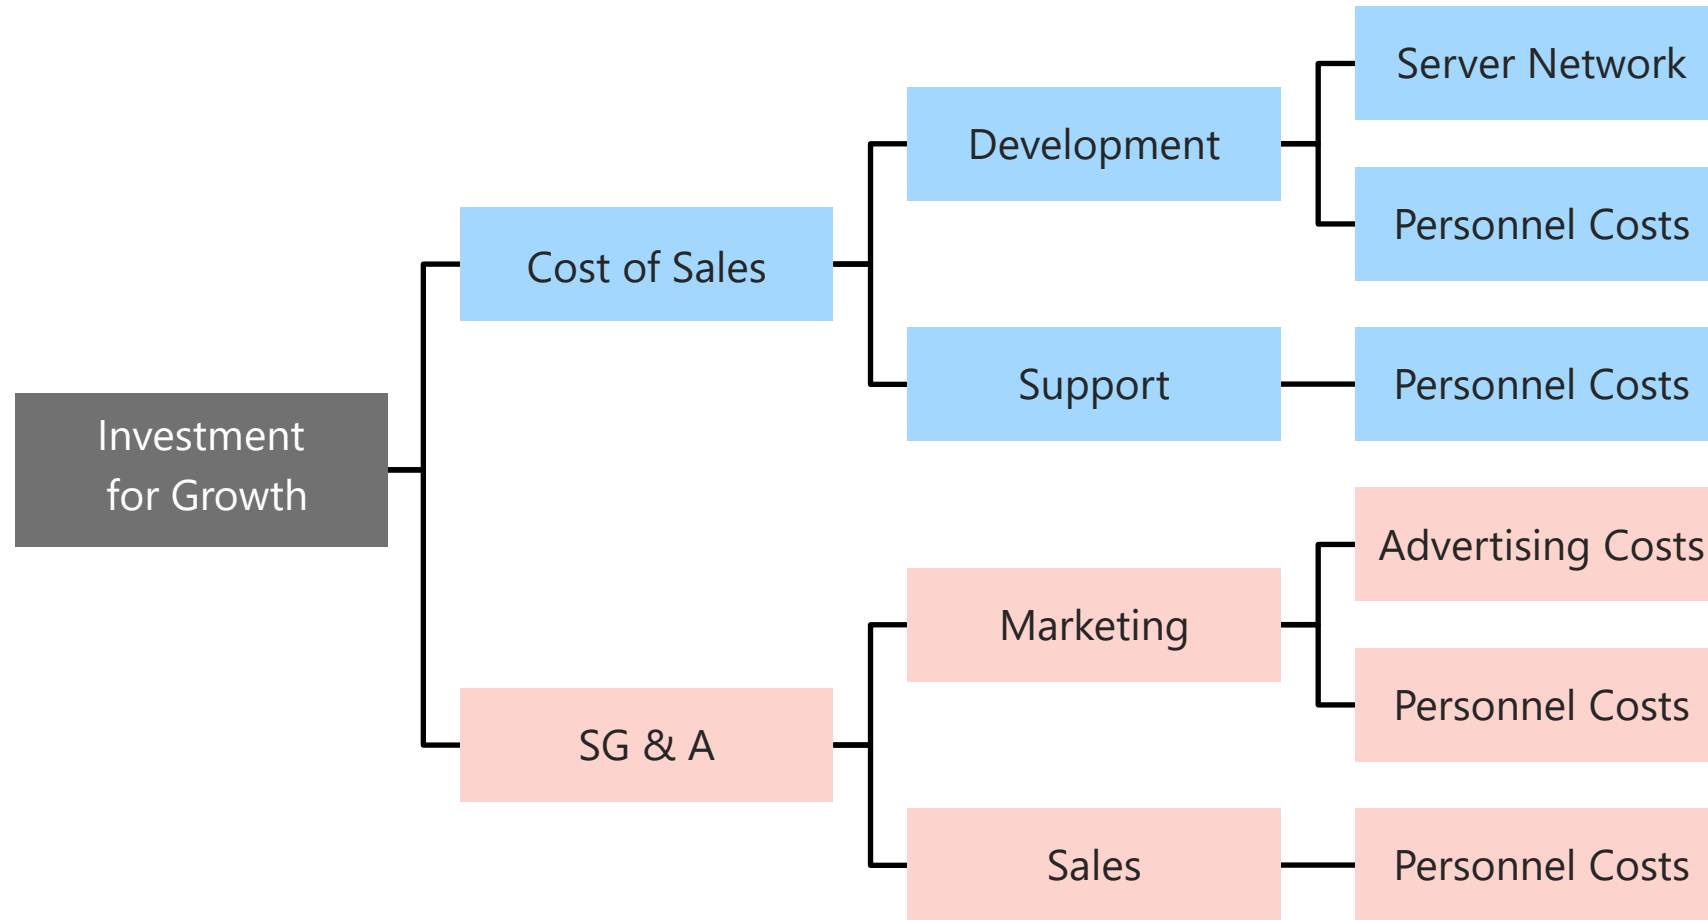 Investment
for Growth
Cost of Sales
Development
Server Network
Personnel Costs
Support
Personnel Costs
SG & A
Marketing
Advertising Costs
Personnel Costs
Sales
Personnel Costs